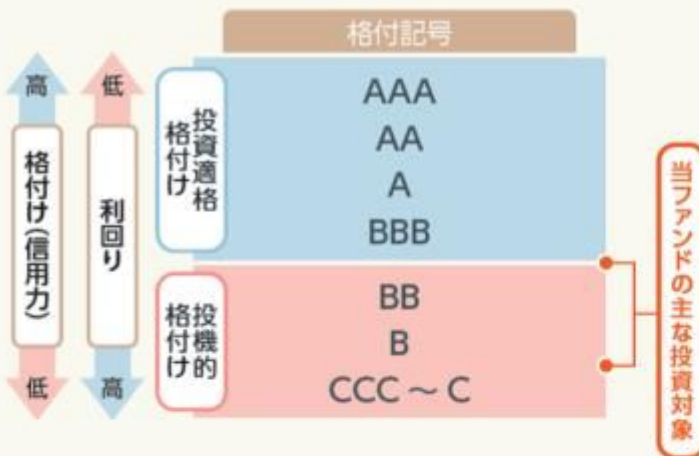 格付記号
高
格付け(信用力)
低
低
利回り
高
投資適格
格付け
AAA
AA
A
BBB
投機的
格付け
BB
B
CCC ~ C
当ファンドの主な投資対象